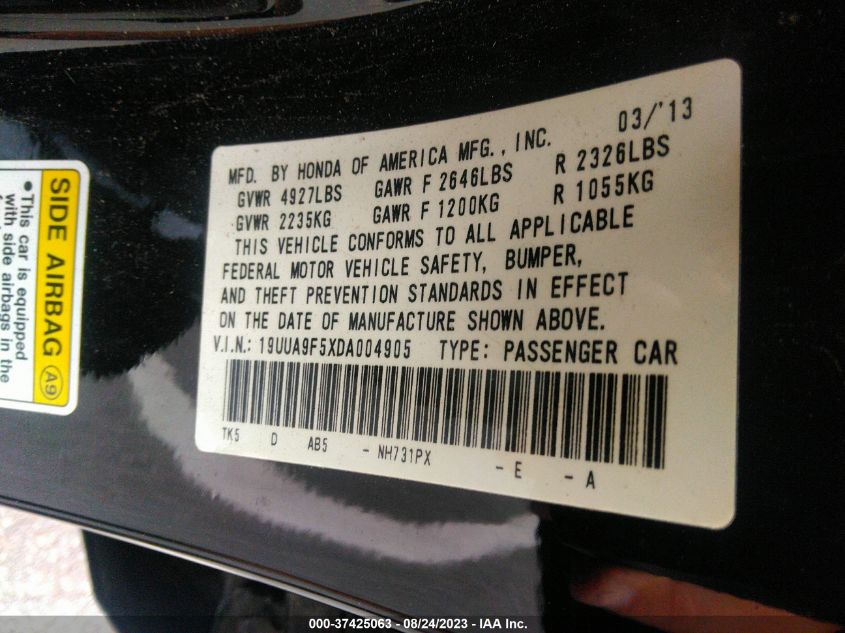 03/'13
MFD. BY HONDA OF AMERICA MFG., INC.
GVWR 4927LBS GAWR F 2646LBS R 2326LBS
GVWR 2235KG GAWR F 1200KG R 1055KG
THIS VEHICLE CONFORMS TO ALL APPLICABLE
FEDERAL MOTOR VEHICLE SAFETY, BUMPER,
AND THEFT PREVENTION STANDARDS IN EFFECT
ON THE DATE OF MANUFACTURE SHOWN ABOVE.
V.I.N.: 19UUA9F5XDA004905 TYPE: PASSENGER CAR
TK5 D AB5 - NH731PX - E - A
SIDE AIRBAG A9
• This car is equipped
with side airbags in the
000-37425063 - 08/24/2023 - IAA Inc.